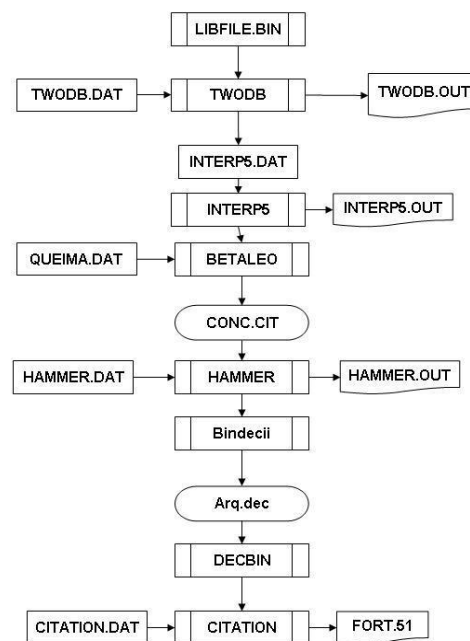 LIBFILE.BIN
TWODB.DAT
TWODB
TWODB.OUT
INTERP5.DAT
INTERP5
INTERP5.OUT
QUEIMA.DAT
BETALEO
CONC.CIT
HAMMER.DAT
HAMMER
HAMMER.OUT
Bindecii
Arq.dec
DECBIN
CITATION.DAT
CITATION
FORT.51